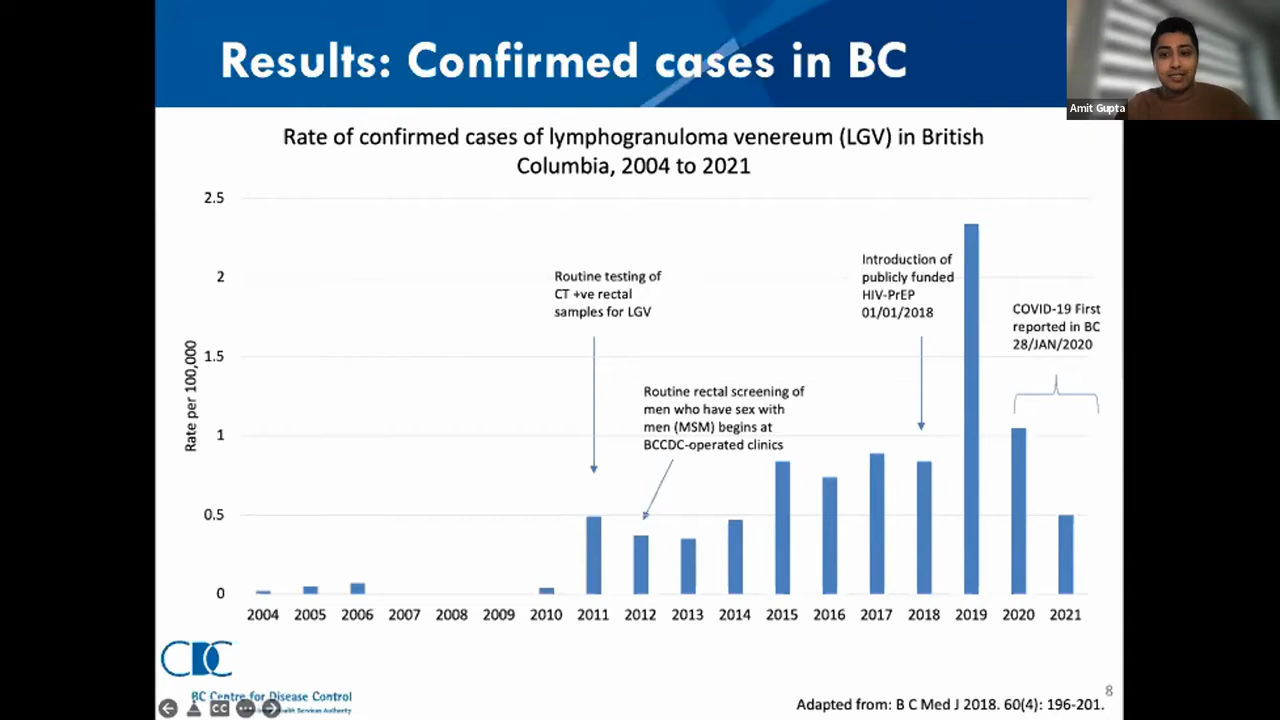 Results: Confirmed cases in BC
Amit Gupta
Rate of confirmed cases of lymphogranuloma venereum (LGV) in British
Columbia, 2004 to 2021
Rate per 100,000
2.5
2
1.5
1
0.5
0
Routine testing of
CT +ve rectal
samples for LGV
Routine rectal screening of
men who have sex with
men (MSM) begins at
BCCDC-operated clinics
Introduction of
publicly funded
HIV-PrEP
01/01/2018
COVID-19 First
reported in BC
28/JAN/2020
2004 2005 2006 2007 2008 2009 2010 2011 2012 2013 2014 2015 2016 2017 2018 2019 2020 2021
BC Centre for Disease Control
Health Services Authority
CC
8
Adapted from: B C Med J 2018. 60(4): 196-201.